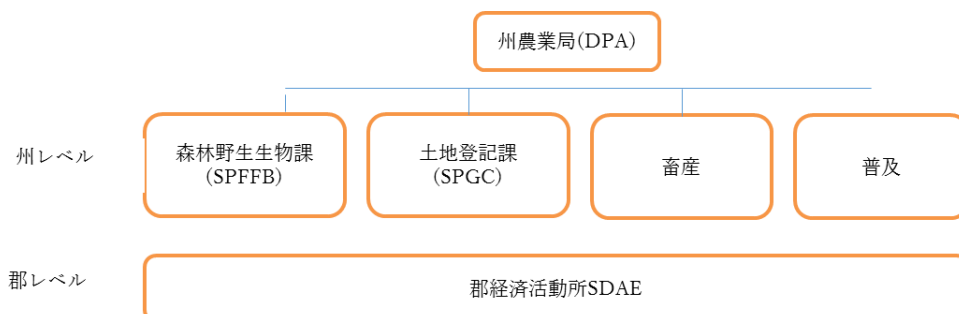 州農業局(DPA)
州レベル
森林野生生物課
(SPFFB)
土地登記課
(SPGC)
畜産
普及
郡レベル
郡経済活動所SDAE